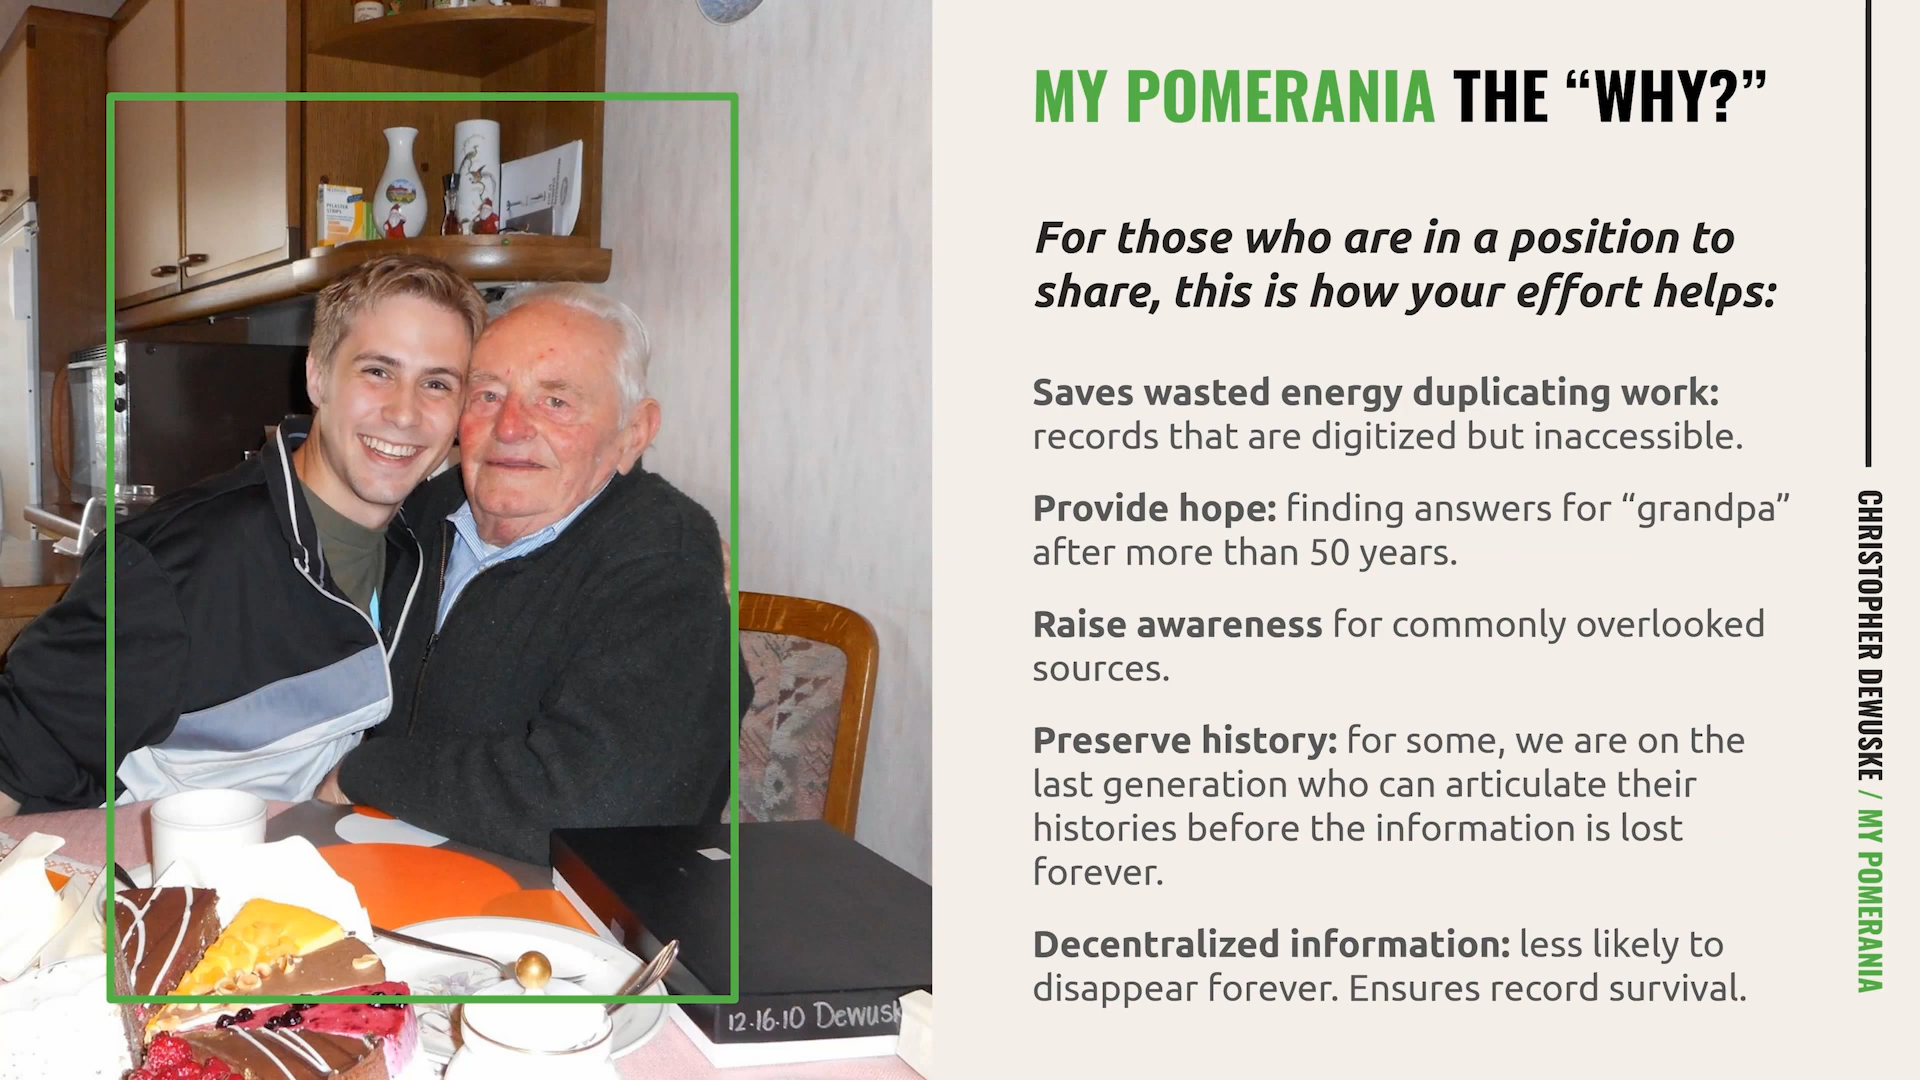 MY POMERANIA THE “WHY?”
For those who are in a position to
share, this is how your effort helps:
Saves wasted energy duplicating work:
records that are digitized but inaccessible.
Provide hope: finding answers for “grandpa”
after more than 50 years.
Raise awareness for commonly overlooked
sources.
Preserve history: for some, we are on the
last generation who can articulate their
histories before the information is lost
forever.
Decentralized information: less likely to
disappear forever. Ensures record survival.
CHRISTOPHER DEWUSKE / MY POMERANIA
PFLASTER
STRIPS
12-16-10 Dewusk